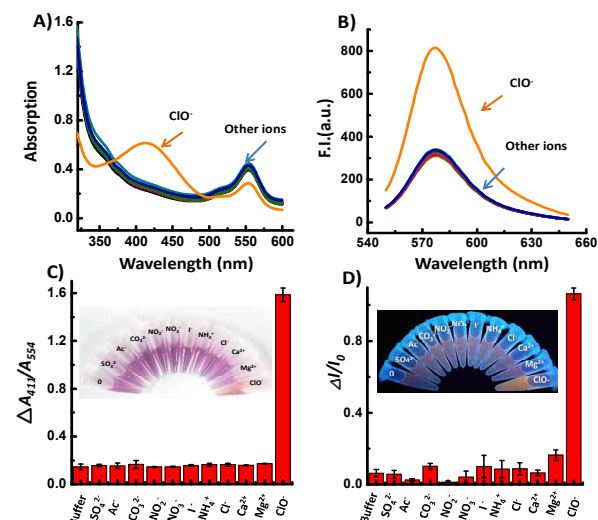 A)
1.6
1.2
0.8
0.4
0.0
Absorption
ClO-
Other ions
350 400 450 500 550 600
Wavelength (nm)
B)
800
600
400
200
0
F.I.(a.u.)
ClO-
Other ions
540 570 600 630 660
Wavelength (nm)
C)
1.6
1.2
0.8
0.4
0.0
ΔA411/A554
0 SO4²⁻ Ac⁻ CO3²⁻ NO2⁻ NO3⁻ I⁻ NH4⁺ Cl⁻ Ca²⁺ Mg²⁺ ClO⁻
Buffer SO4²⁻ Ac⁻ CO3²⁻ NO2⁻ NO3⁻ I⁻ NH4⁺ Cl⁻ Ca²⁺ Mg²⁺ ClO⁻
D)
0.8
0.4
0.0
ΔI/I0
0 SO4²⁻ Ac⁻ CO3²⁻ NO2⁻ NO3⁻ I⁻ NH4⁺ Cl⁻ Ca²⁺ Mg²⁺ ClO⁻
Buffer SO4²⁻ Ac⁻ CO3²⁻ NO2⁻ NO3⁻ I⁻ NH4⁺ Cl⁻ Ca²⁺ Mg²⁺ ClO⁻